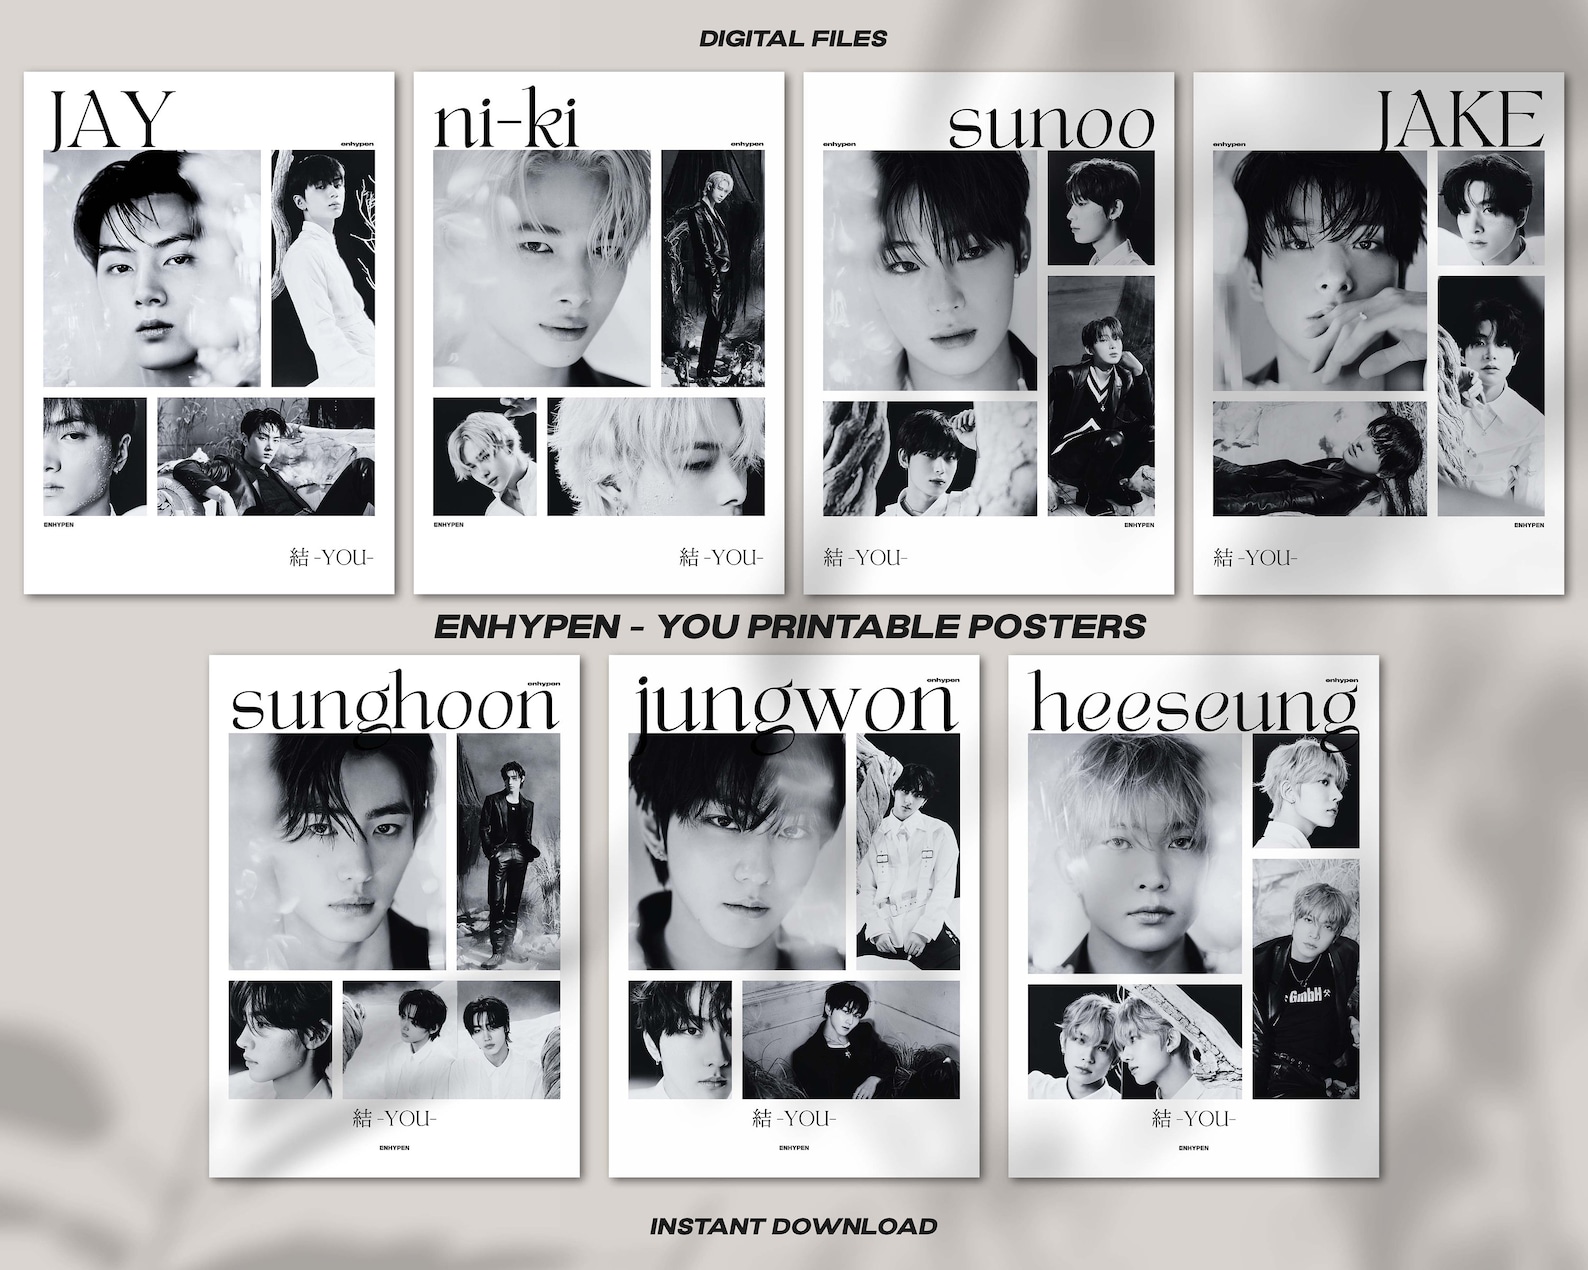 DIGITAL FILES
JAY
enhypen
ENHYPEN
結 -YOU-
ni-ki
enhypen
ENHYPEN
結 -YOU-
sunoo
enhypen
ENHYPEN
結 -YOU-
JAKE
enhypen
ENHYPEN
結 -YOU-
ENHYPEN - YOU PRINTABLE POSTERS
enhypen
sunghoon
結 -YOU-
ENHYPEN
enhypen
jungwon
結 -YOU-
ENHYPEN
enhypen
heeseung
GmbH
結 -YOU-
ENHYPEN
INSTANT DOWNLOAD